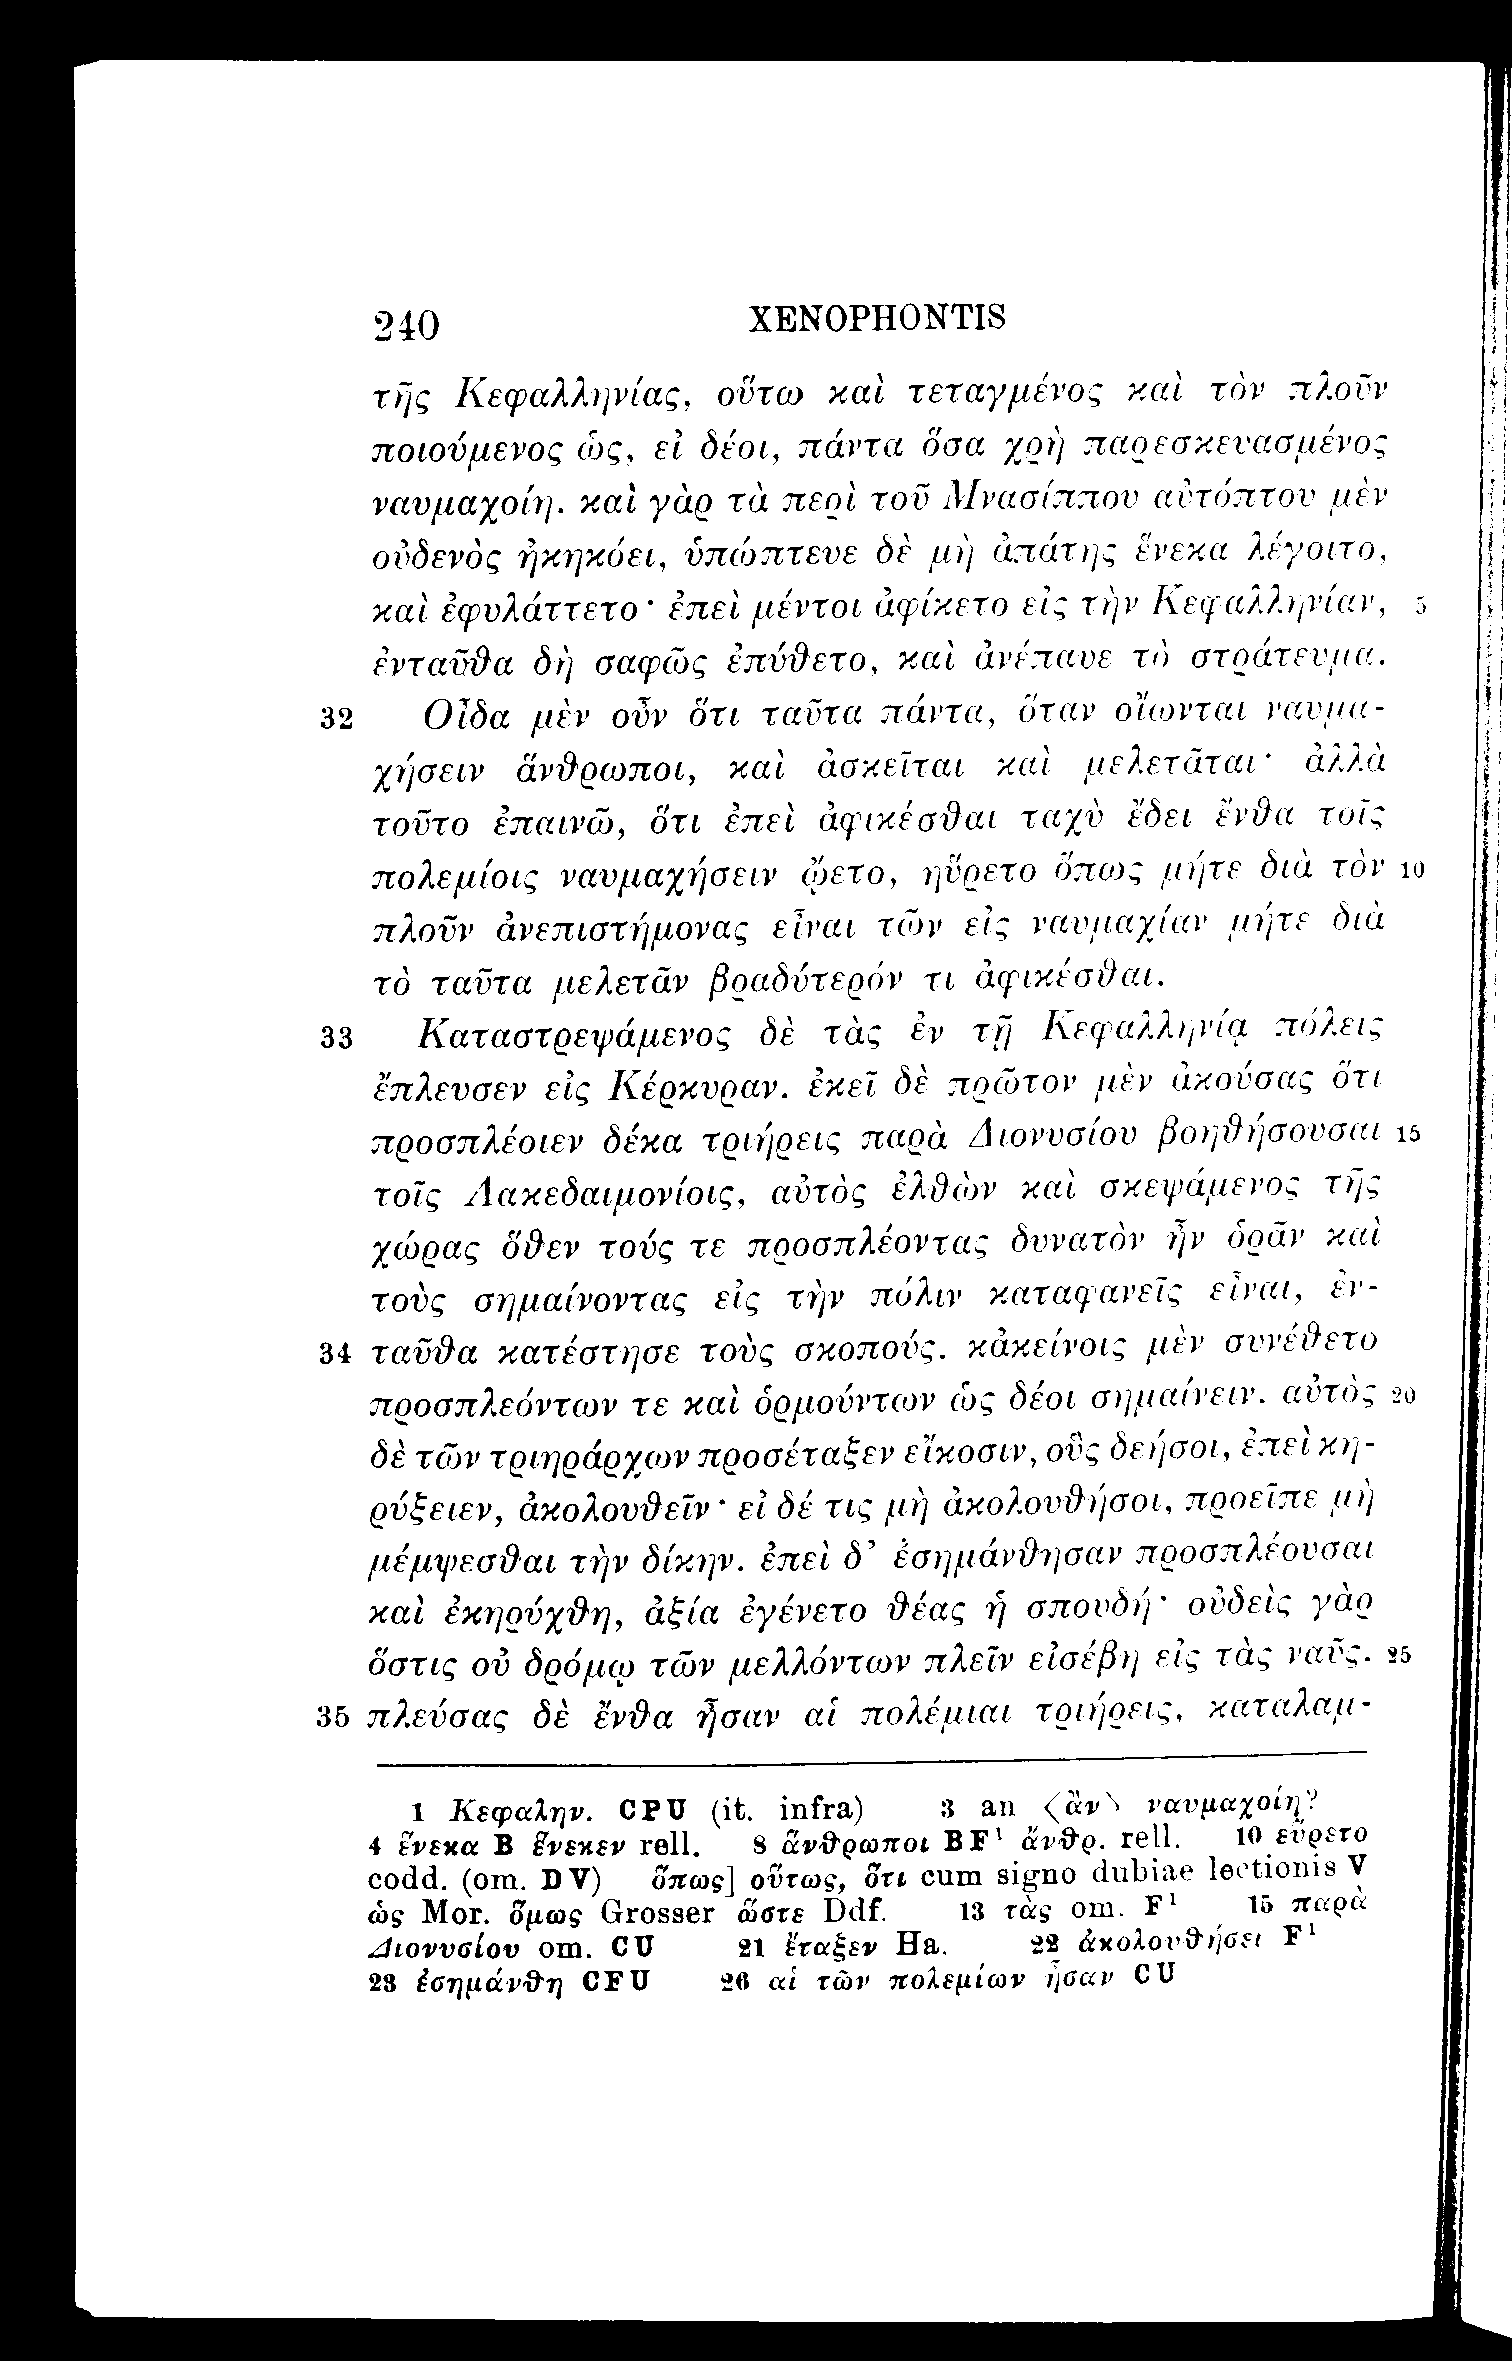 240 XENOPHONTIS
τῆς Κεφαλληνίας, οὕτω καὶ τεταγμένος καὶ τὸν πλοῦν
ποιούμενος ὡς, εἰ δέοι, πάντα ὅσα χρὴ παρεσκευασμένος
ναυμαχοίη. καὶ γὰρ τὰ περὶ τοῦ Μνασίππου αὐτόπτου μὲν
οὐδενὸς ἠκηκόει, ὑπώπτευε δὲ μὴ ἀπάτης ἕνεκα λέγοιτο,
καὶ ἐφυλάττετο· ἐπεὶ μέντοι ἀφίκετο εἰς τὴν Κεφαλληνίαν, 5
ἐνταῦθα δὴ σαφῶς ἐπύθετο, καὶ ἀνέπαυε τὸ στράτευμα.
32 Οἶδα μὲν οὖν ὅτι ταῦτα πάντα, ὅταν οἴωνται ναυμα-
χήσειν ἅνθρωποι, καὶ ἀσκεῖται καὶ μελετᾶται· ἀλλὰ
τοῦτο ἐπαινῶ, ὅτι ἐπεὶ ἀφικέσθαι ταχὺ ἔδει ἔνθα τοῖς
πολεμίοις ναυμαχήσειν ᾤετο, ηὕρετο ὅπως μήτε διὰ τὸν 10
πλοῦν ἀνεπιστήμονας εἶναι τῶν εἰς ναυμαχίαν μήτε διὰ
τὸ ταῦτα μελετᾶν βραδύτερόν τι ἀφικέσθαι.
33 Καταστρεψάμενος δὲ τὰς ἐν τῇ Κεφαλληνίᾳ πόλεις
ἔπλευσεν εἰς Κέρκυραν. ἐκεῖ δὲ πρῶτον μὲν ἀκούσας ὅτι
προσπλέοιεν δέκα τριήρεις παρὰ Διονυσίου βοηθήσουσαι 15
τοῖς Λακεδαιμονίοις, αὐτὸς ἐλθὼν καὶ σκεψάμενος τῆς
χώρας ὅθεν τούς τε προσπλέοντας δυνατὸν ἦν ὁρᾶν καὶ
τοὺς σημαίνοντας εἰς τὴν πόλιν καταφανεῖς εἶναι, ἐν-
34 ταῦθα κατέστησε τοὺς σκοπούς. κἀκείνοις μὲν συνέθετο
προσπλεόντων τε καὶ ὁρμούντων ὡς δέοι σημαίνειν. αὐτὸς 20
δὲ τῶν τριηράρχων προσέταξεν εἴκοσιν, οὓς δεήσοι, ἐπεὶ κη-
ρύξειεν, ἀκολουθεῖν· εἰ δέ τις μὴ ἀκολουθήσοι, προεῖπε μὴ
μέμψεσθαι τὴν δίκην. ἐπεὶ δ’ ἐσημάνθησαν προσπλέουσαι
καὶ ἐκηρύχθη, ἀξία ἐγένετο θέας ἡ σπουδή· οὐδεὶς γὰρ
ὅστις οὐ δρόμῳ τῶν μελλόντων πλεῖν εἰσέβη εἰς τὰς ναῦς. 25
35 πλεύσας δὲ ἔνθα ἦσαν αἱ πολέμιαι τριήρεις, καταλαμ-
1 Κεφαλην. CPU (it. infra) 3 an ⟨ἂν⟩ ναυμαχοίη?
4 ἕνεκα B ἕνεκεν rell. 8 ἅνθρωποι BF¹ ἄνθρ. rell. 10 εὕρετο
codd. (om. DV) ὅπως] οὕτως, ὅτι cum signo dubiae lectionis V
ὡς Mor. ὅμως Grosser ὥστε Ddf. 13 τὰς om. F¹ 15 παρὰ
Διονυσίου om. CU 21 ἔταξεν Ha. 22 ἀκολουθήσει F¹
23 ἐσημάνθη CFU 26 αἱ τῶν πολεμίων ἦσαν CU